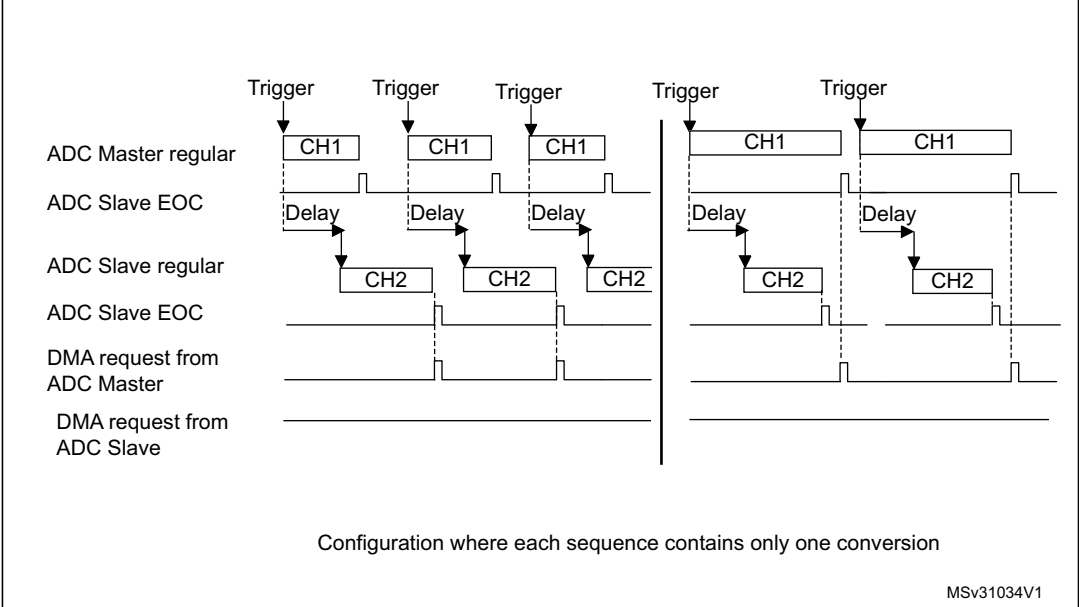 Trigger Trigger Trigger Trigger Trigger
ADC Master regular CH1 CH1 CH1 CH1 CH1
ADC Slave EOC
Delay Delay Delay Delay Delay
ADC Slave regular CH2 CH2 CH2 CH2 CH2
ADC Slave EOC
DMA request from
ADC Master
DMA request from
ADC Slave
Configuration where each sequence contains only one conversion
MSv31034V1